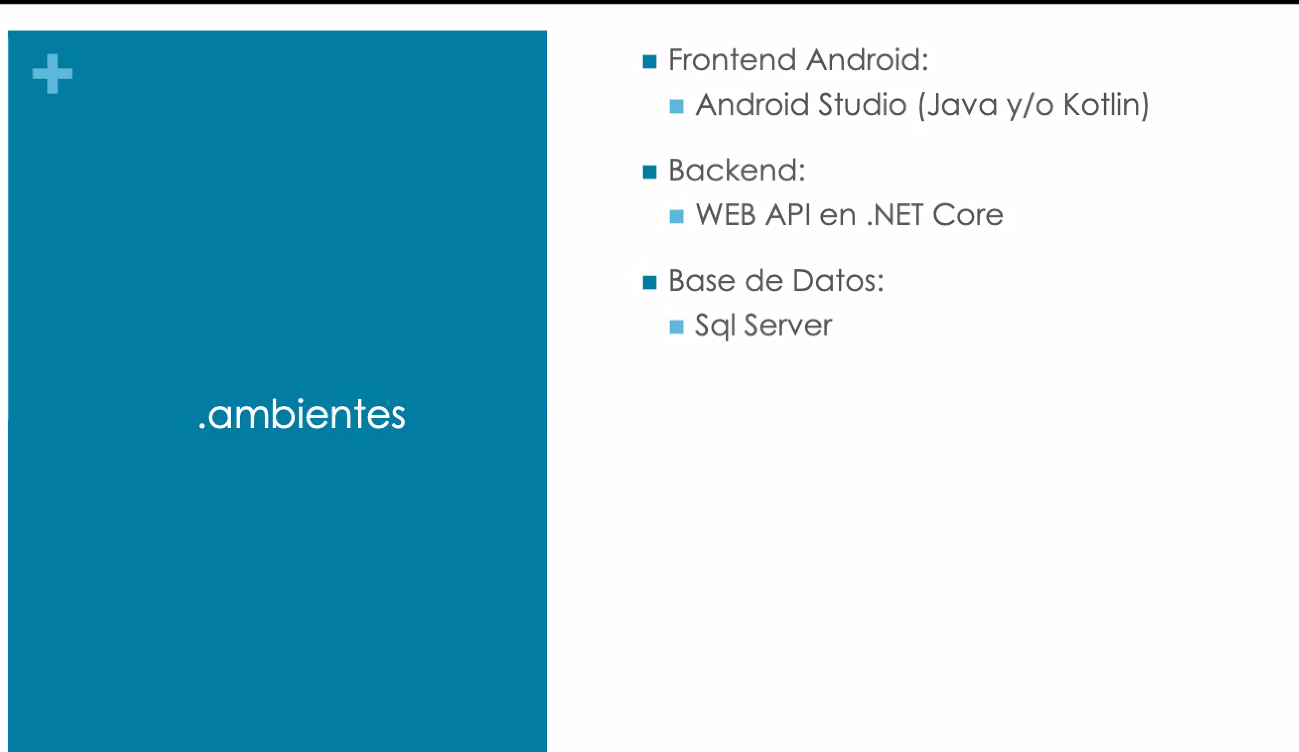 .ambientes
Frontend Android:
Android Studio (Java y/o Kotlin)
Backend:
WEB API en .NET Core
Base de Datos:
Sql Server